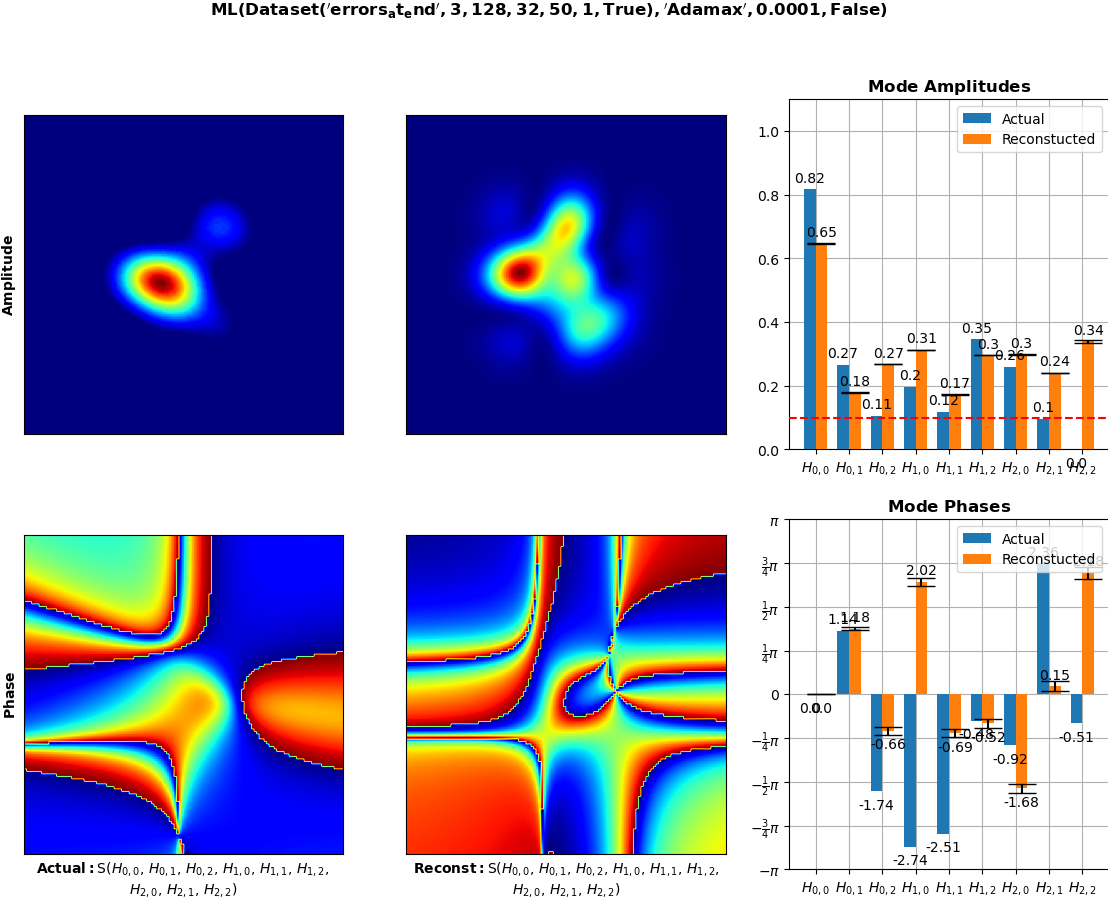 ML(Dataset('errors_at_end', 3, 128, 32, 50, 1, True), 'Adamax', 0.0001, False)
Amplitude
Mode Amplitudes
Actual
Reconstucted
1.0
0.8
0.6
0.4
0.2
0.0
0.82
0.65
0.27
0.18
0.11
0.27
0.2
0.31
0.12
0.17
0.35
0.3
0.26
0.3
0.1
0.24
0.0
0.34
H0,0 H0,1 H0,2 H1,0 H1,1 H1,2 H2,0 H2,1 H2,2
Phase
Mode Phases
Actual
Reconstucted
π
3/4π
1/2π
1/4π
0
−1/4π
−1/2π
−3/4π
−π
0.0
0.0
1.14
1.18
-1.74
-0.66
-2.74
2.02
-2.51
-0.69
-0.48
-0.52
-0.92
-1.68
2.36
0.15
-0.51
H0,0 H0,1 H0,2 H1,0 H1,1 H1,2 H2,0 H2,1 H2,2
Actual: S(H0,0, H0,1, H0,2, H1,0, H1,1, H1,2,
H2,0, H2,1, H2,2)
Reconst: S(H0,0, H0,1, H0,2, H1,0, H1,1, H1,2,
H2,0, H2,1, H2,2)